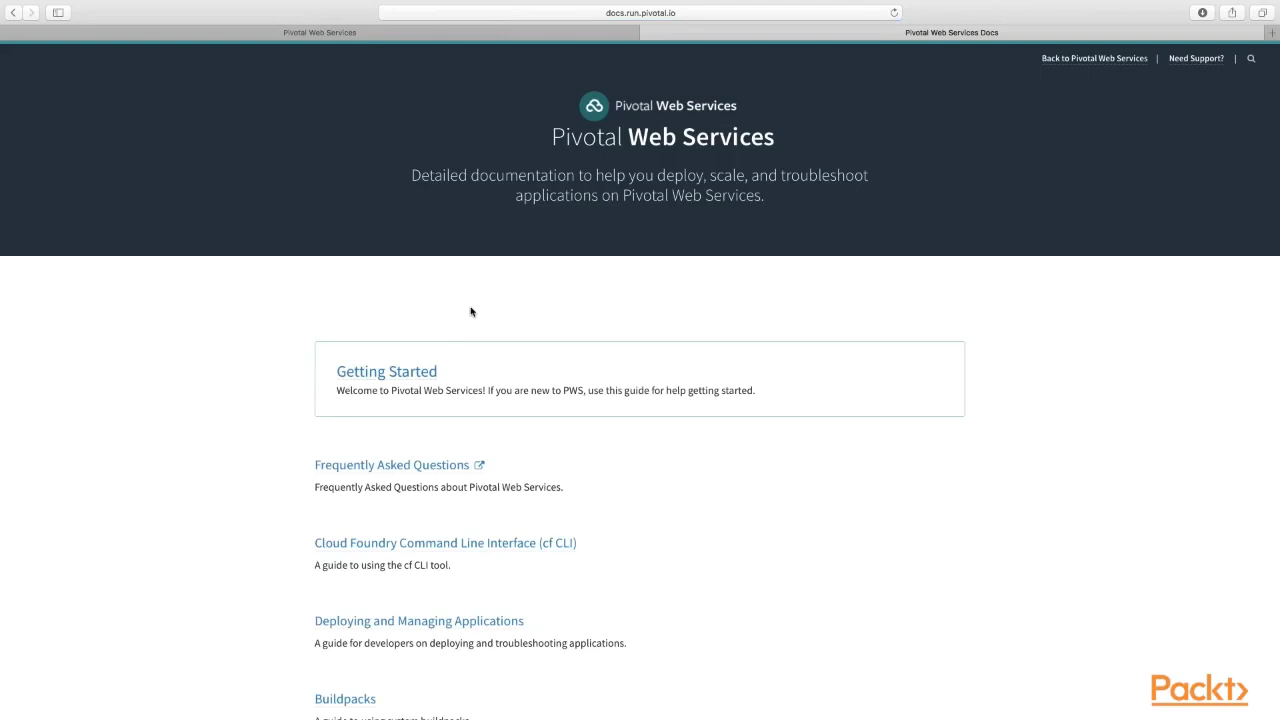 docs.run.pivotal.io
Pivotal Web Services
Pivotal Web Services Docs
Back to Pivotal Web Services | Need Support? |
Pivotal Web Services
Pivotal Web Services
Detailed documentation to help you deploy, scale, and troubleshoot
applications on Pivotal Web Services.
Getting Started
Welcome to Pivotal Web Services! If you are new to PWS, use this guide for help getting started.
Frequently Asked Questions
Frequently Asked Questions about Pivotal Web Services.
Cloud Foundry Command Line Interface (cf CLI)
A guide to using the cf CLI tool.
Deploying and Managing Applications
A guide for developers on deploying and troubleshooting applications.
Buildpacks
A guide to using system buildpacks.
Packt